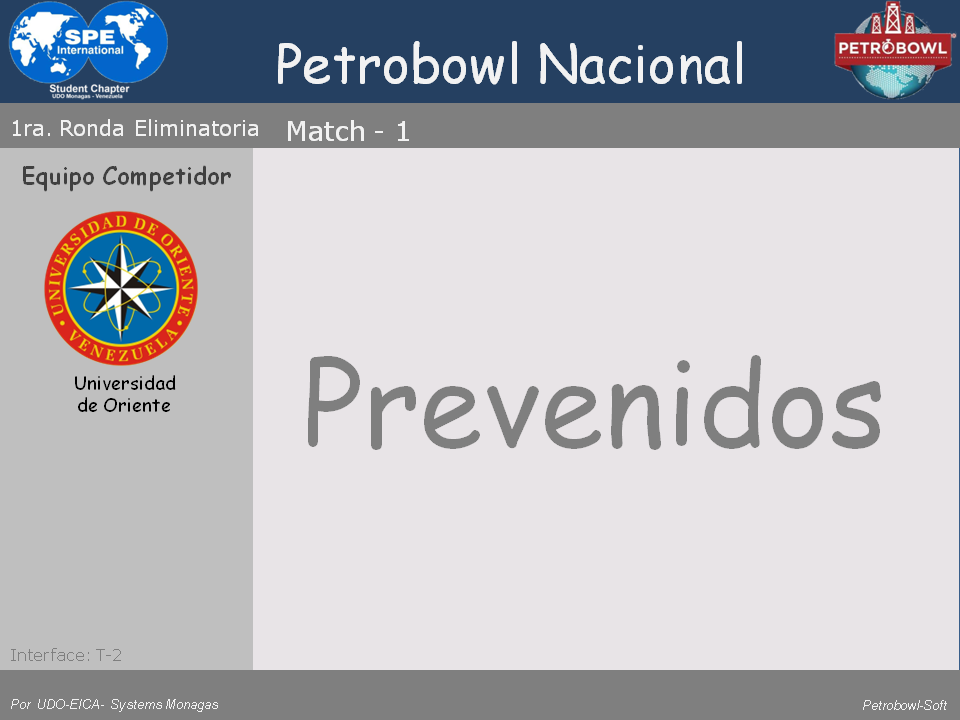 SPE
International
Student Chapter
UDO Monagas - Venezuela
Petrobowl Nacional
PETROBOWL
1ra. Ronda Eliminatoria
Match - 1
Equipo Competidor
UNIVERSIDAD DE ORIENTE
VENEZUELA
Universidad
de Oriente
Prevenidos
Interface: T-2
Por UDO-EICA- Systems Monagas
Petrobowl-Soft